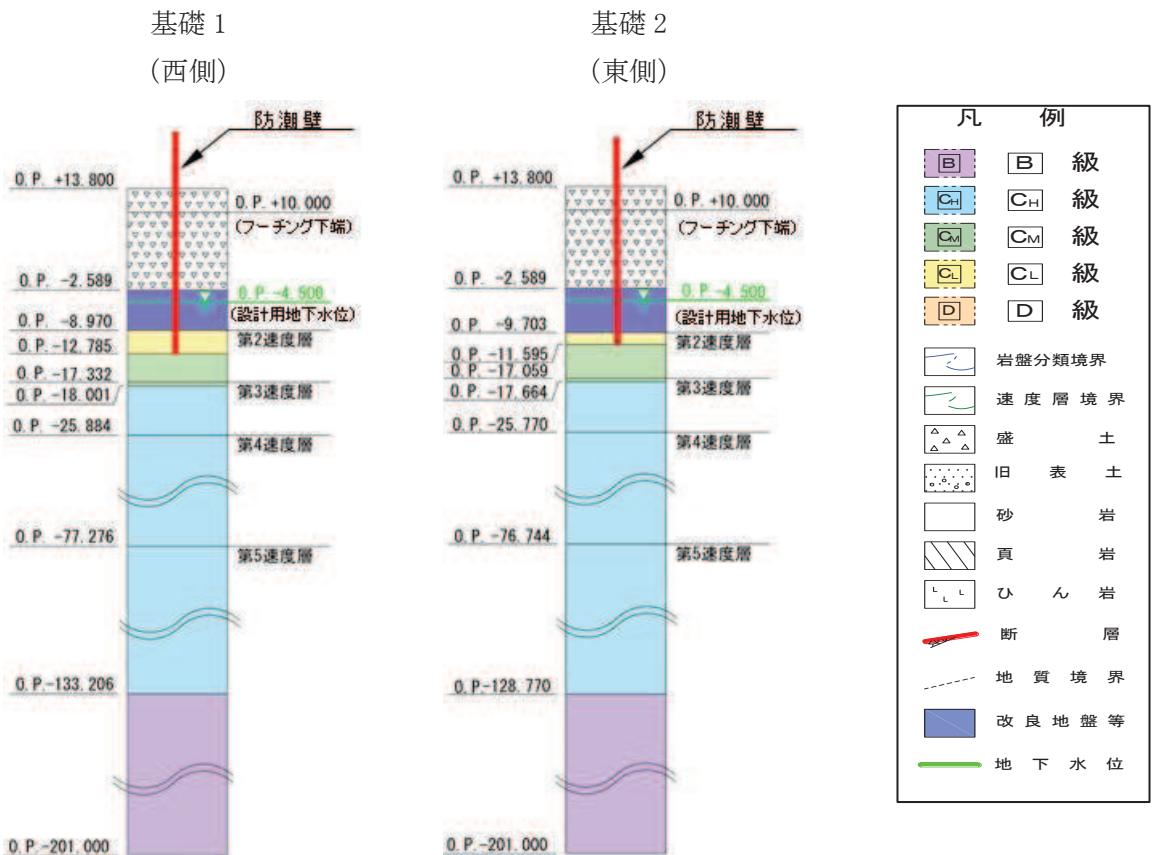 基礎 1
(西側)
防潮壁
O.P. +13.800
O.P. +10.000
(フーチング下端)
O.P. -2.589
O.P. -4.500
(設計用地下水位)
O.P. -8.970
第2速度層
O.P. -12.785
O.P. -17.332
第3速度層
O.P. -18.001
O.P. -25.884
第4速度層
O.P. -77.276
第5速度層
O.P.-133.206
O.P.-201.000
基礎 2
(東側)
防潮壁
O.P. +13.800
O.P. +10.000
(フーチング下端)
O.P. -2.589
O.P. -4.500
(設計用地下水位)
O.P. -9.703
第2速度層
O.P. -11.595
O.P. -17.059
第3速度層
O.P. -17.664
O.P. -25.770
第4速度層
O.P. -76.744
第5速度層
O.P.-128.770
O.P.-201.000
凡 例
B B 級
CH CH 級
CM CM 級
CL CL 級
D D 級
岩盤分類境界
速度層境界
盛土
旧表土
砂岩
頁岩
ひん岩
断層
地質境界
改良地盤等
地下水位